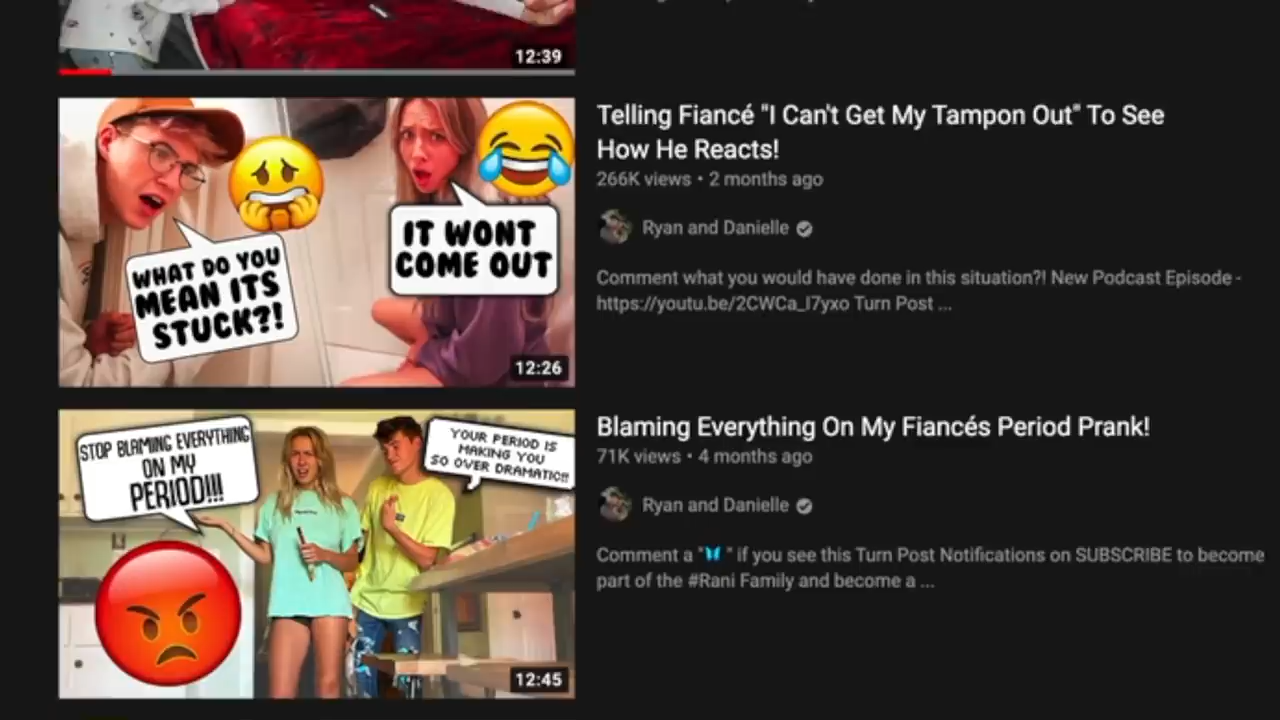 12:39
WHAT DO YOU
MEAN ITS
STUCK?!
IT WONT
COME OUT
12:26
Telling Fiancé "I Can't Get My Tampon Out" To See
How He Reacts!
266K views • 2 months ago
Ryan and Danielle
Comment what you would have done in this situation?! New Podcast Episode -
https://youtu.be/2CWCa_I7yxo Turn Post ...
STOP BLAMING EVERYTHING
ON MY
PERIOD!!!
YOUR PERIOD IS
MAKING YOU
SO OVER DRAMATIC!!
12:45
Blaming Everything On My Fiancés Period Prank!
71K views • 4 months ago
Ryan and Danielle
Comment a "🦋" if you see this Turn Post Notifications on SUBSCRIBE to become
part of the #Rani Family and become a ...